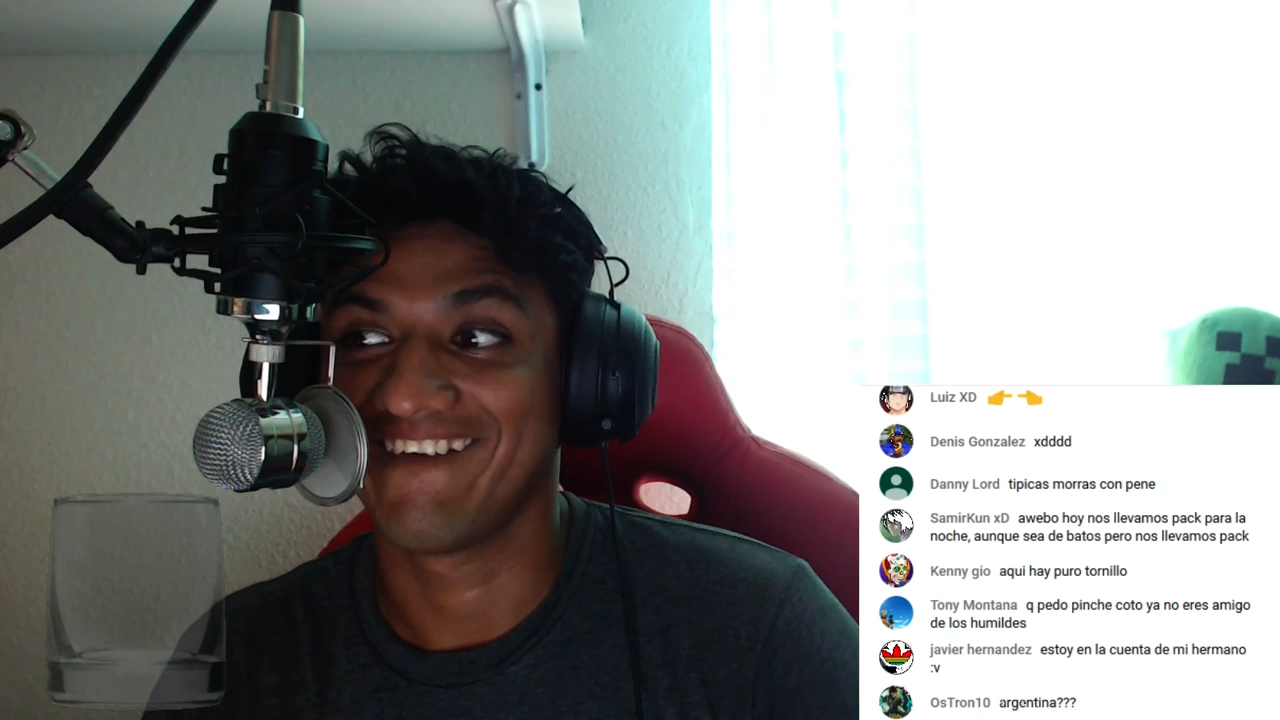 Luiz XD 👉 👈
Denis Gonzalez xdddd
Danny Lord tipicas morras con pene
SamirKun xD awebo hoy nos llevamos pack para la
noche, aunque sea de batos pero nos llevamos pack
Kenny gio aqui hay puro tornillo
Tony Montana q pedo pinche coto ya no eres amigo
de los humildes
javier hernandez estoy en la cuenta de mi hermano
:v
OsTron10 argentina???